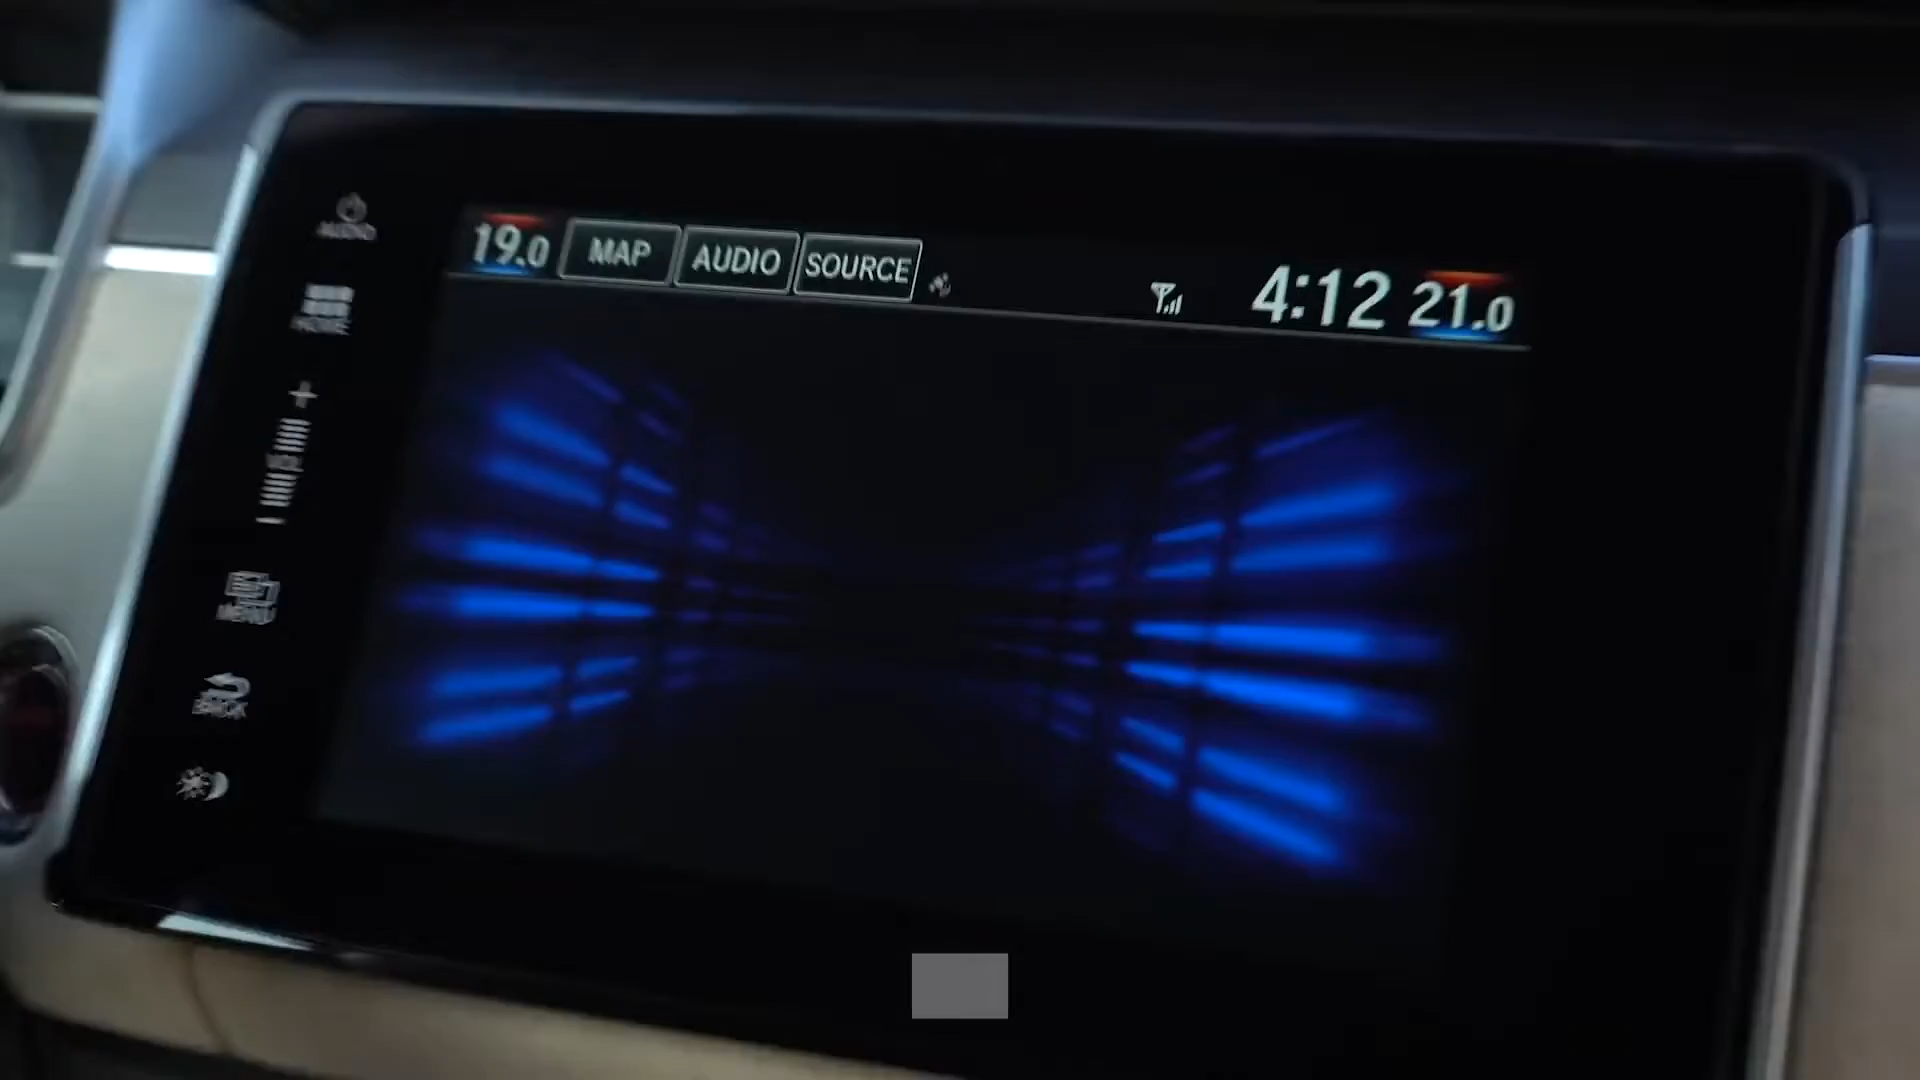 AUDIO
HOME
+
VOL
-
MENU
BACK
19.0 MAP AUDIO SOURCE 4:12 21.0